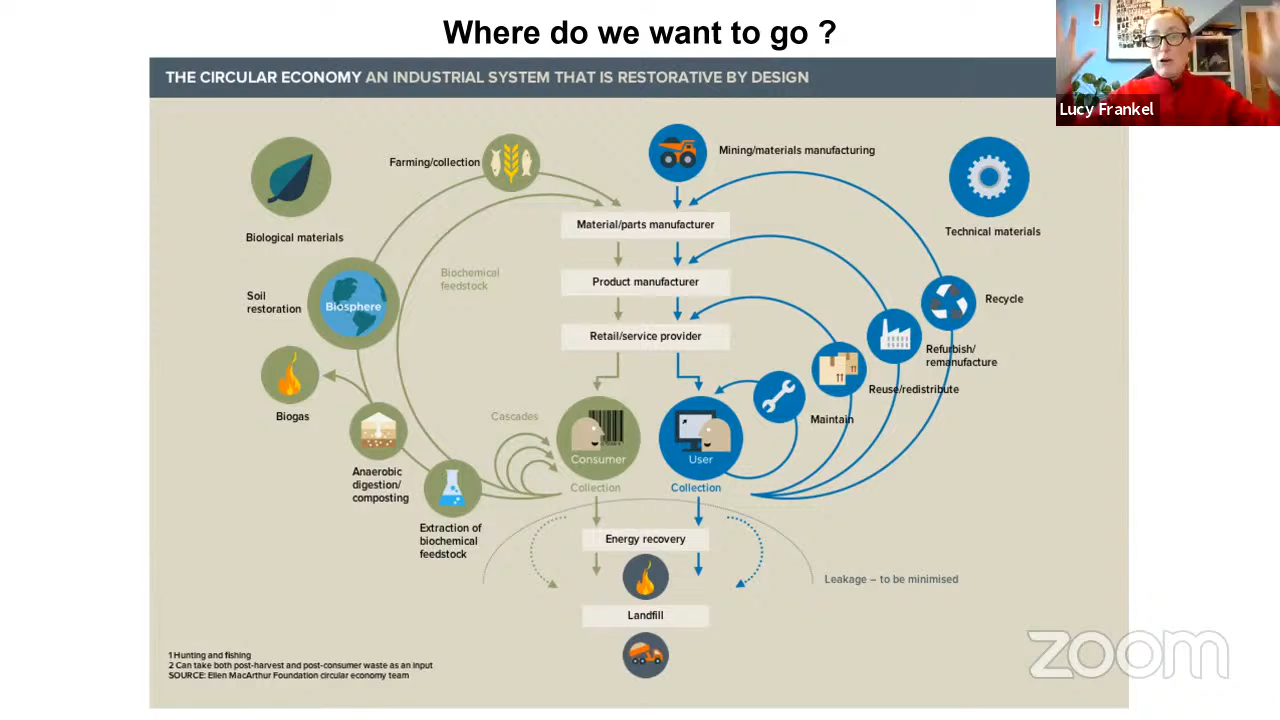 Where do we want to go ?
THE CIRCULAR ECONOMY AN INDUSTRIAL SYSTEM THAT IS RESTORATIVE BY DESIGN
Lucy Frankel
Farming/collection
Mining/materials manufacturing
Biological materials
Technical materials
Material/parts manufacturer
Biochemical
feedstock
Product manufacturer
Soil
restoration
Biosphere
Recycle
Retail/service provider
Refurbish/
remanufacture
Reuse/redistribute
Biogas
Cascades
Maintain
Consumer
User
Anaerobic
digestion/
composting
Collection
Collection
Extraction of
biochemical
feedstock
Energy recovery
Leakage – to be minimised
Landfill
1 Hunting and fishing
2 Can take both post-harvest and post-consumer waste as an input
SOURCE: Ellen MacArthur Foundation circular economy team
zoom